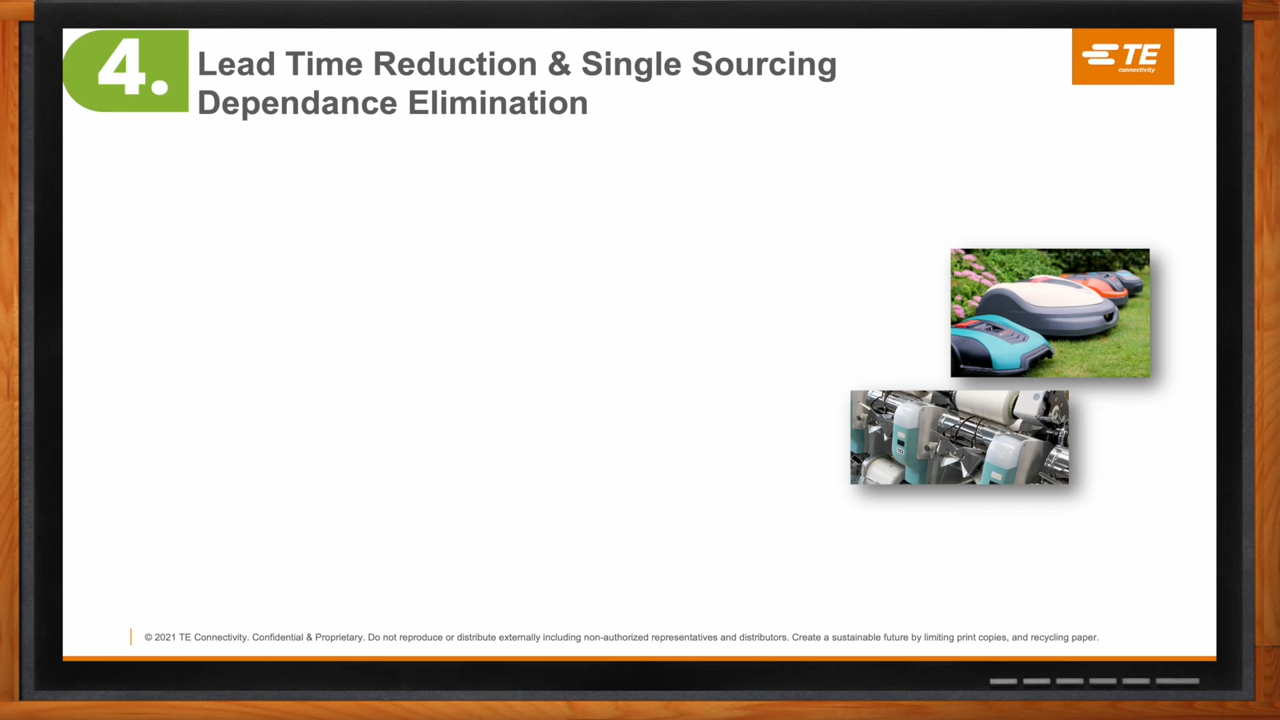 4.
Lead Time Reduction & Single Sourcing
Dependance Elimination
TE
connectivity
© 2021 TE Connectivity. Confidential & Proprietary. Do not reproduce or distribute externally including non-authorized representatives and distributors. Create a sustainable future by limiting print copies, and recycling paper.